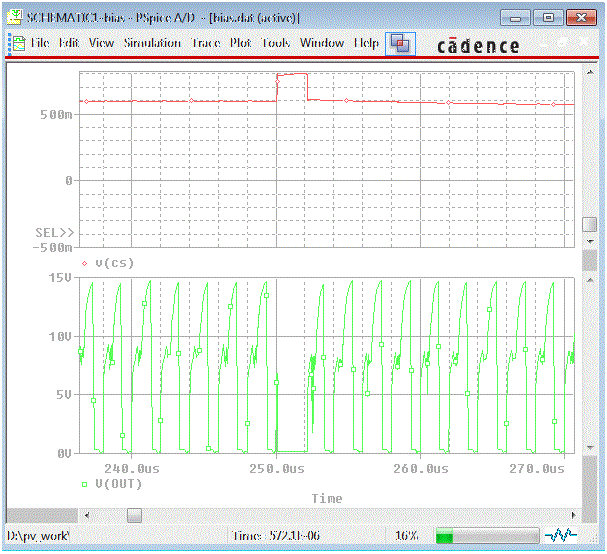 SCHEMATIC1-bias - PSpice A/D - [bias.dat (active)]
File Edit View Simulation Trace Plot Tools Window Help cādence
500m
0
SEL>>
-500m
V(CS)
15V
10V
5V
0V
240.0us 250.0us 260.0us 270.0us
V(OUT)
Time
D:\pv_work\ Time : 572.1E-06 16%